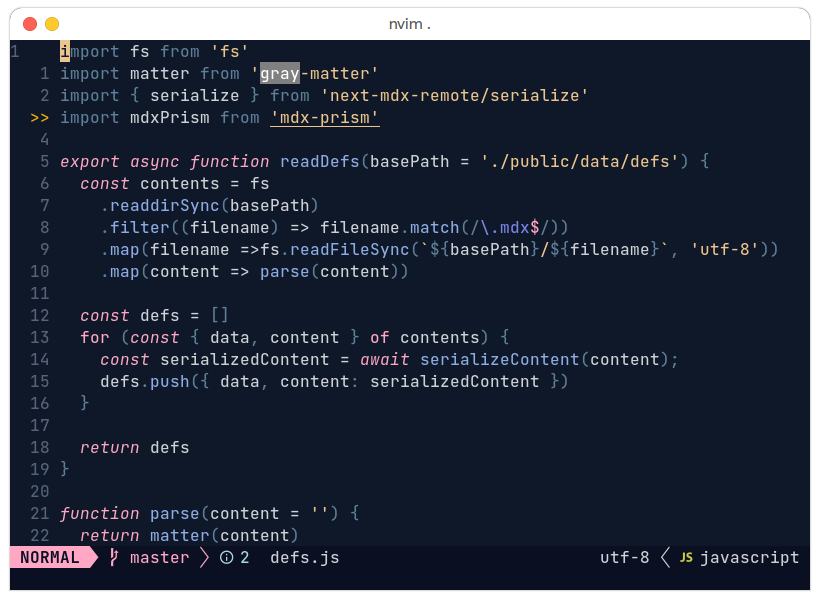 nvim .
1 import fs from 'fs'
1 import matter from 'gray-matter'
2 import { serialize } from 'next-mdx-remote/serialize'
>> import mdxPrism from 'mdx-prism'
4
5 export async function readDefs(basePath = './public/data/defs') {
6   const contents = fs
7     .readdirSync(basePath)
8     .filter((filename) => filename.match(/\.mdx$/))
9     .map(filename =>fs.readFileSync(`${basePath}/${filename}`, 'utf-8'))
10     .map(content => parse(content))
11
12   const defs = []
13   for (const { data, content } of contents) {
14     const serializedContent = await serializeContent(content);
15     defs.push({ data, content: serializedContent })
16   }
17
18   return defs
19 }
20
21 function parse(content = '') {
22   return matter(content)
NORMAL master 2 defs.js utf-8 JS javascript